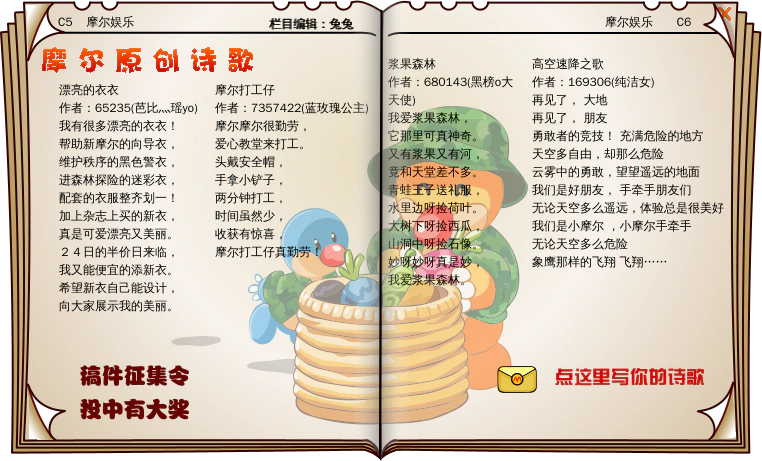 C5 摩尔娱乐
栏目编辑：兔兔
摩尔原创诗歌
漂亮的衣衣
作者：65235(芭比灬瑶yo)
我有很多漂亮的衣衣！
帮助新摩尔的向导衣，
维护秩序的黑色警衣，
进森林探险的迷彩衣，
配套的衣服整齐划一！
加上杂志上买的新衣，
真是可爱漂亮又美丽。
２４日的半价日来临，
我又能便宜的添新衣。
希望新衣自己能设计，
向大家展示我的美丽。
摩尔打工仔
作者：7357422(蓝玫瑰公主)
摩尔摩尔很勤劳，
爱心教堂来打工。
头戴安全帽，
手拿小铲子，
两分钟打工，
时间虽然少，
收获有惊喜，
摩尔打工仔真勤劳！
稿件征集令
投中有大奖
摩尔娱乐 C6
浆果森林
作者：680143(黑榜o大
天使)
我爱浆果森林，
它那里可真神奇。
又有浆果又有河，
竟和天堂差不多。
青蛙王子送礼服，
水里边呀捡荷叶。
大树下呀捡西瓜，
山洞中呀捡石像。
妙呀妙呀真是妙，
我爱浆果森林。
高空速降之歌
作者：169306(纯洁女)
再见了， 大地
再见了， 朋友
勇敢者的竞技！ 充满危险的地方
天空多自由，却那么危险
云雾中的勇敢，望望遥远的地面
我们是好朋友， 手牵手朋友们
无论天空多么遥远，体验总是很美好
我们是小摩尔 ，小摩尔手牵手
无论天空多么危险
象鹰那样的飞翔 飞翔……
点这里写你的诗歌